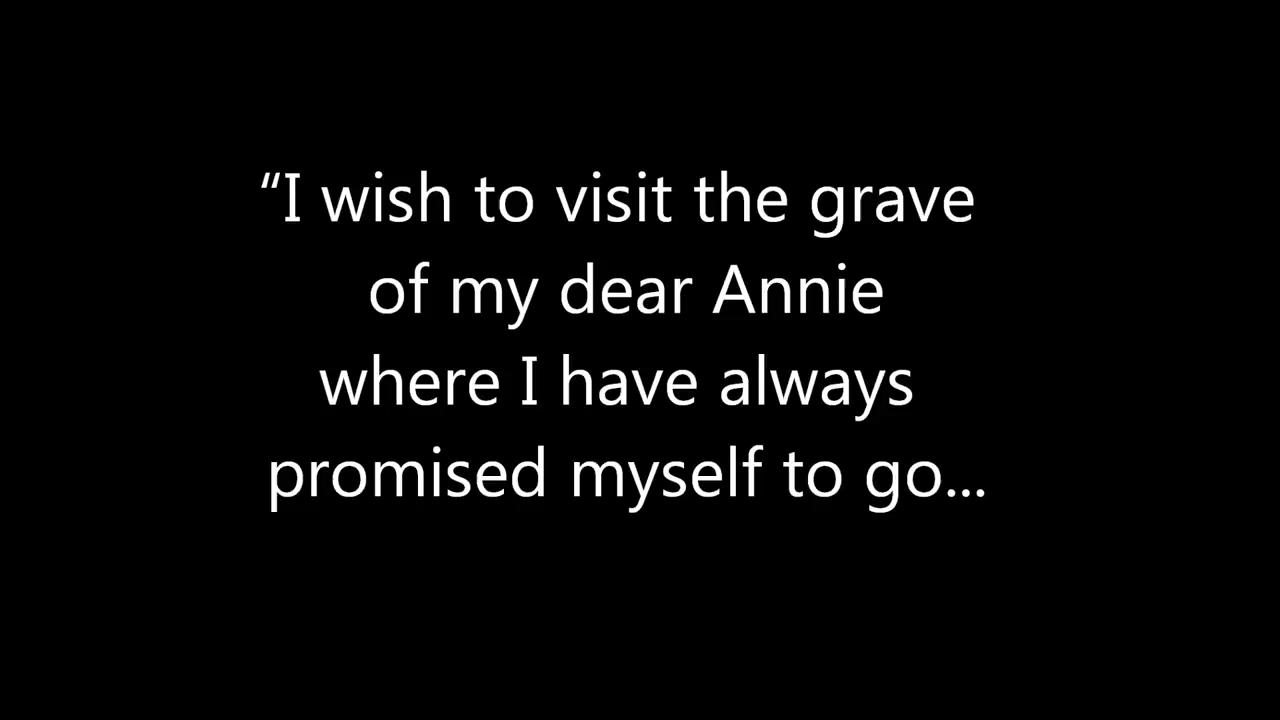 “I wish to visit the grave
of my dear Annie
where I have always
promised myself to go...